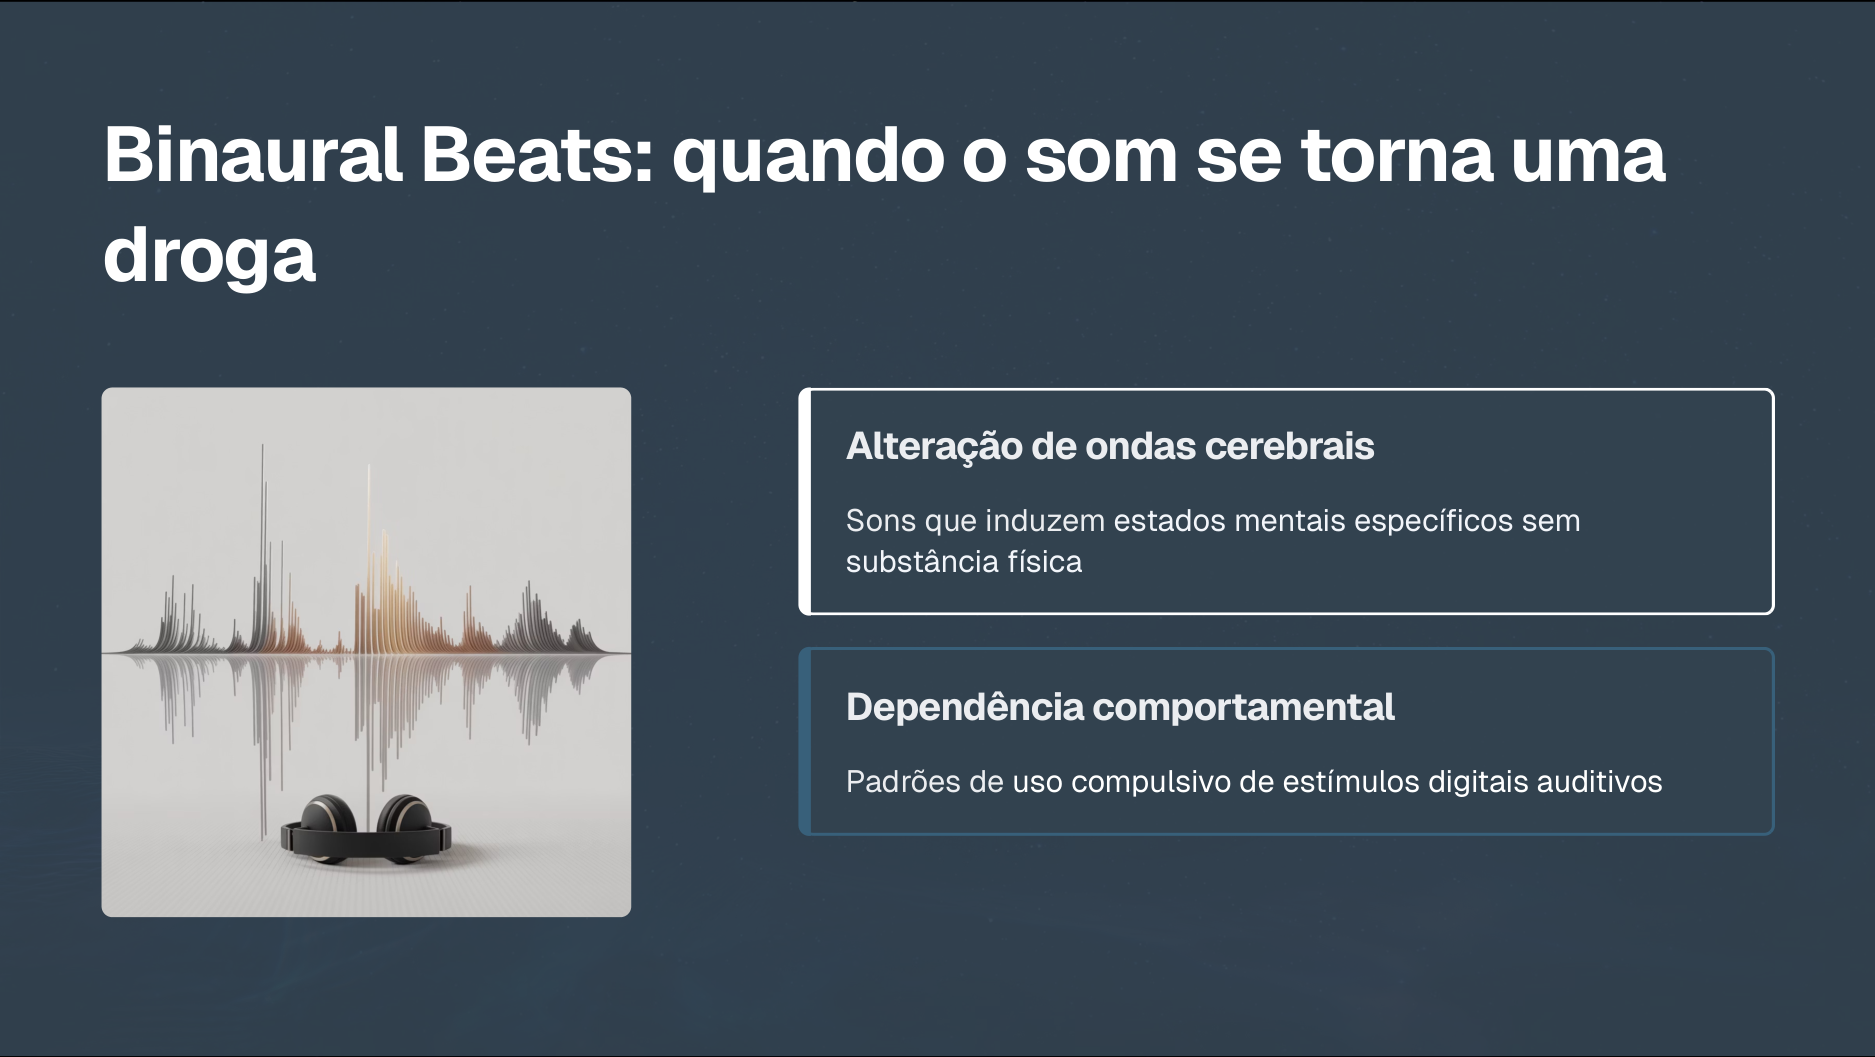 Binaural Beats: quando o som se torna uma
droga
Alteração de ondas cerebrais
Sons que induzem estados mentais específicos sem
substância física
Dependência comportamental
Padrões de uso compulsivo de estímulos digitais auditivos